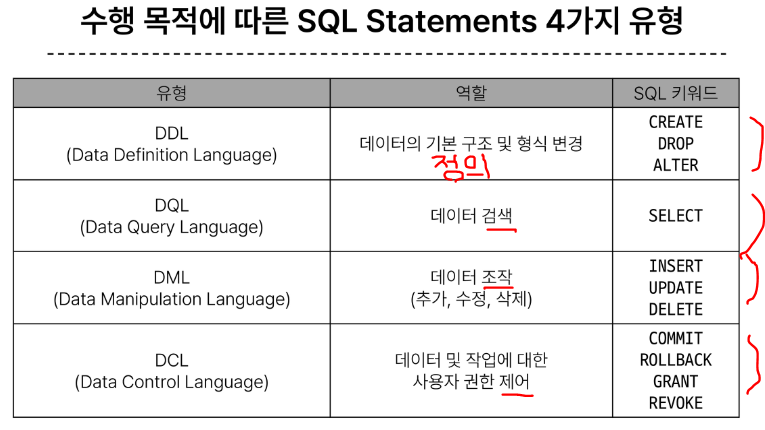 수행 목적에 따른 SQL Statements 4가지 유형
유형
역할
SQL 키워드
DDL
(Data Definition Language)
데이터의 기본 구조 및 형식 변경
정의
CREATE
DROP
ALTER
DQL
(Data Query Language)
데이터 검색
SELECT
DML
(Data Manipulation Language)
데이터 조작
(추가, 수정, 삭제)
INSERT
UPDATE
DELETE
DCL
(Data Control Language)
데이터 및 작업에 대한
사용자 권한 제어
COMMIT
ROLLBACK
GRANT
REVOKE